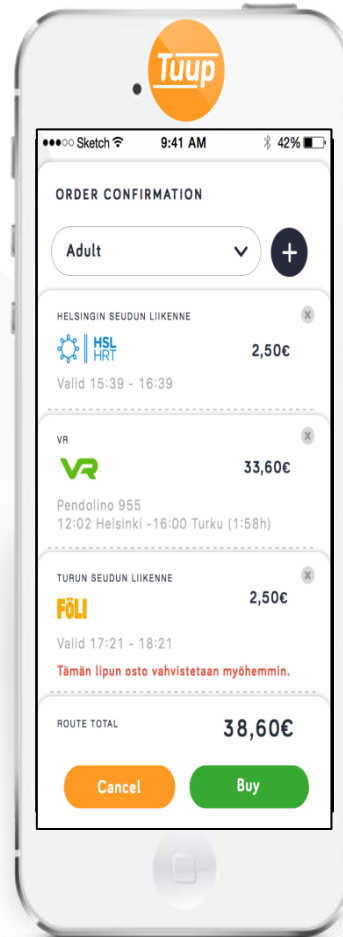 Tuup
●●●○○ Sketch 9:41 AM 42%
ORDER CONFIRMATION
Adult
+
HELSINGIN SEUDUN LIIKENNE
HSL
HRT
2,50€
Valid 15:39 - 16:39
VR
VR
33,60€
Pendolino 955
12:02 Helsinki -16:00 Turku (1:58h)
TURUN SEUDUN LIIKENNE
FÖLI
2,50€
Valid 17:21 - 18:21
Tämän lipun osto vahvistetaan myöhemmin.
ROUTE TOTAL 38,60€
Cancel Buy